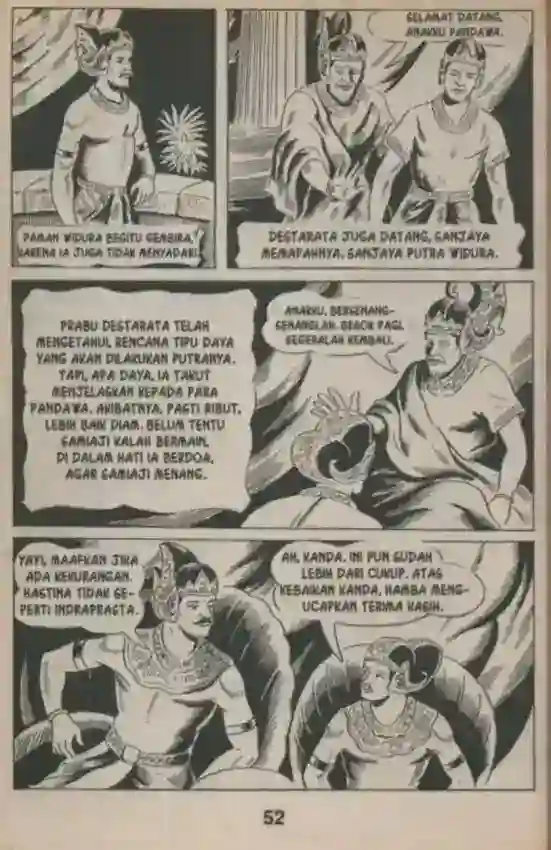 PAMAN WIDURA BEGITU GEMBIRA,
KARENA IA JUGA TIDAK MENYADARI.
SELAMAT DATANG,
ANAKKU PANDAWA.
DESTARATA JUGA DATANG, SANJAYA
MEMAPAHNYA. SANJAYA PUTRA WIDURA.
PRABU DESTARATA TELAH
MENGETAHUI, RENCANA TIPU DAYA
YANG AKAN DILAKUKAN PUTRANYA.
TAPI, APA DAYA, IA TAKUT
MENJELASKAN KEPADA PARA
PANDAWA. AKIBATNYA, PASTI RIBUT.
LEBIH BAIK DIAM. BELUM TENTU
SAMIAJI KALAH BERMAIN.
DI DALAM HATI IA BERDOA,
AGAR SAMIAJI MENANG.
ANAKKU, BERSENANG-
SENANGLAH. BESOK PAGI,
SEGERALAH KEMBALI.
YAYI, MAAFKAN JIKA
ADA KEKURANGAN.
HASTINA TIDAK SE-
PERTI INDRAPRASTA.
AH, KANDA. INI PUN SUDAH
LEBIH DARI CUKUP. ATAS
KEBAIKAN KANDA, HAMBA MENG-
UCAPKAN TERIMA KASIH.
52